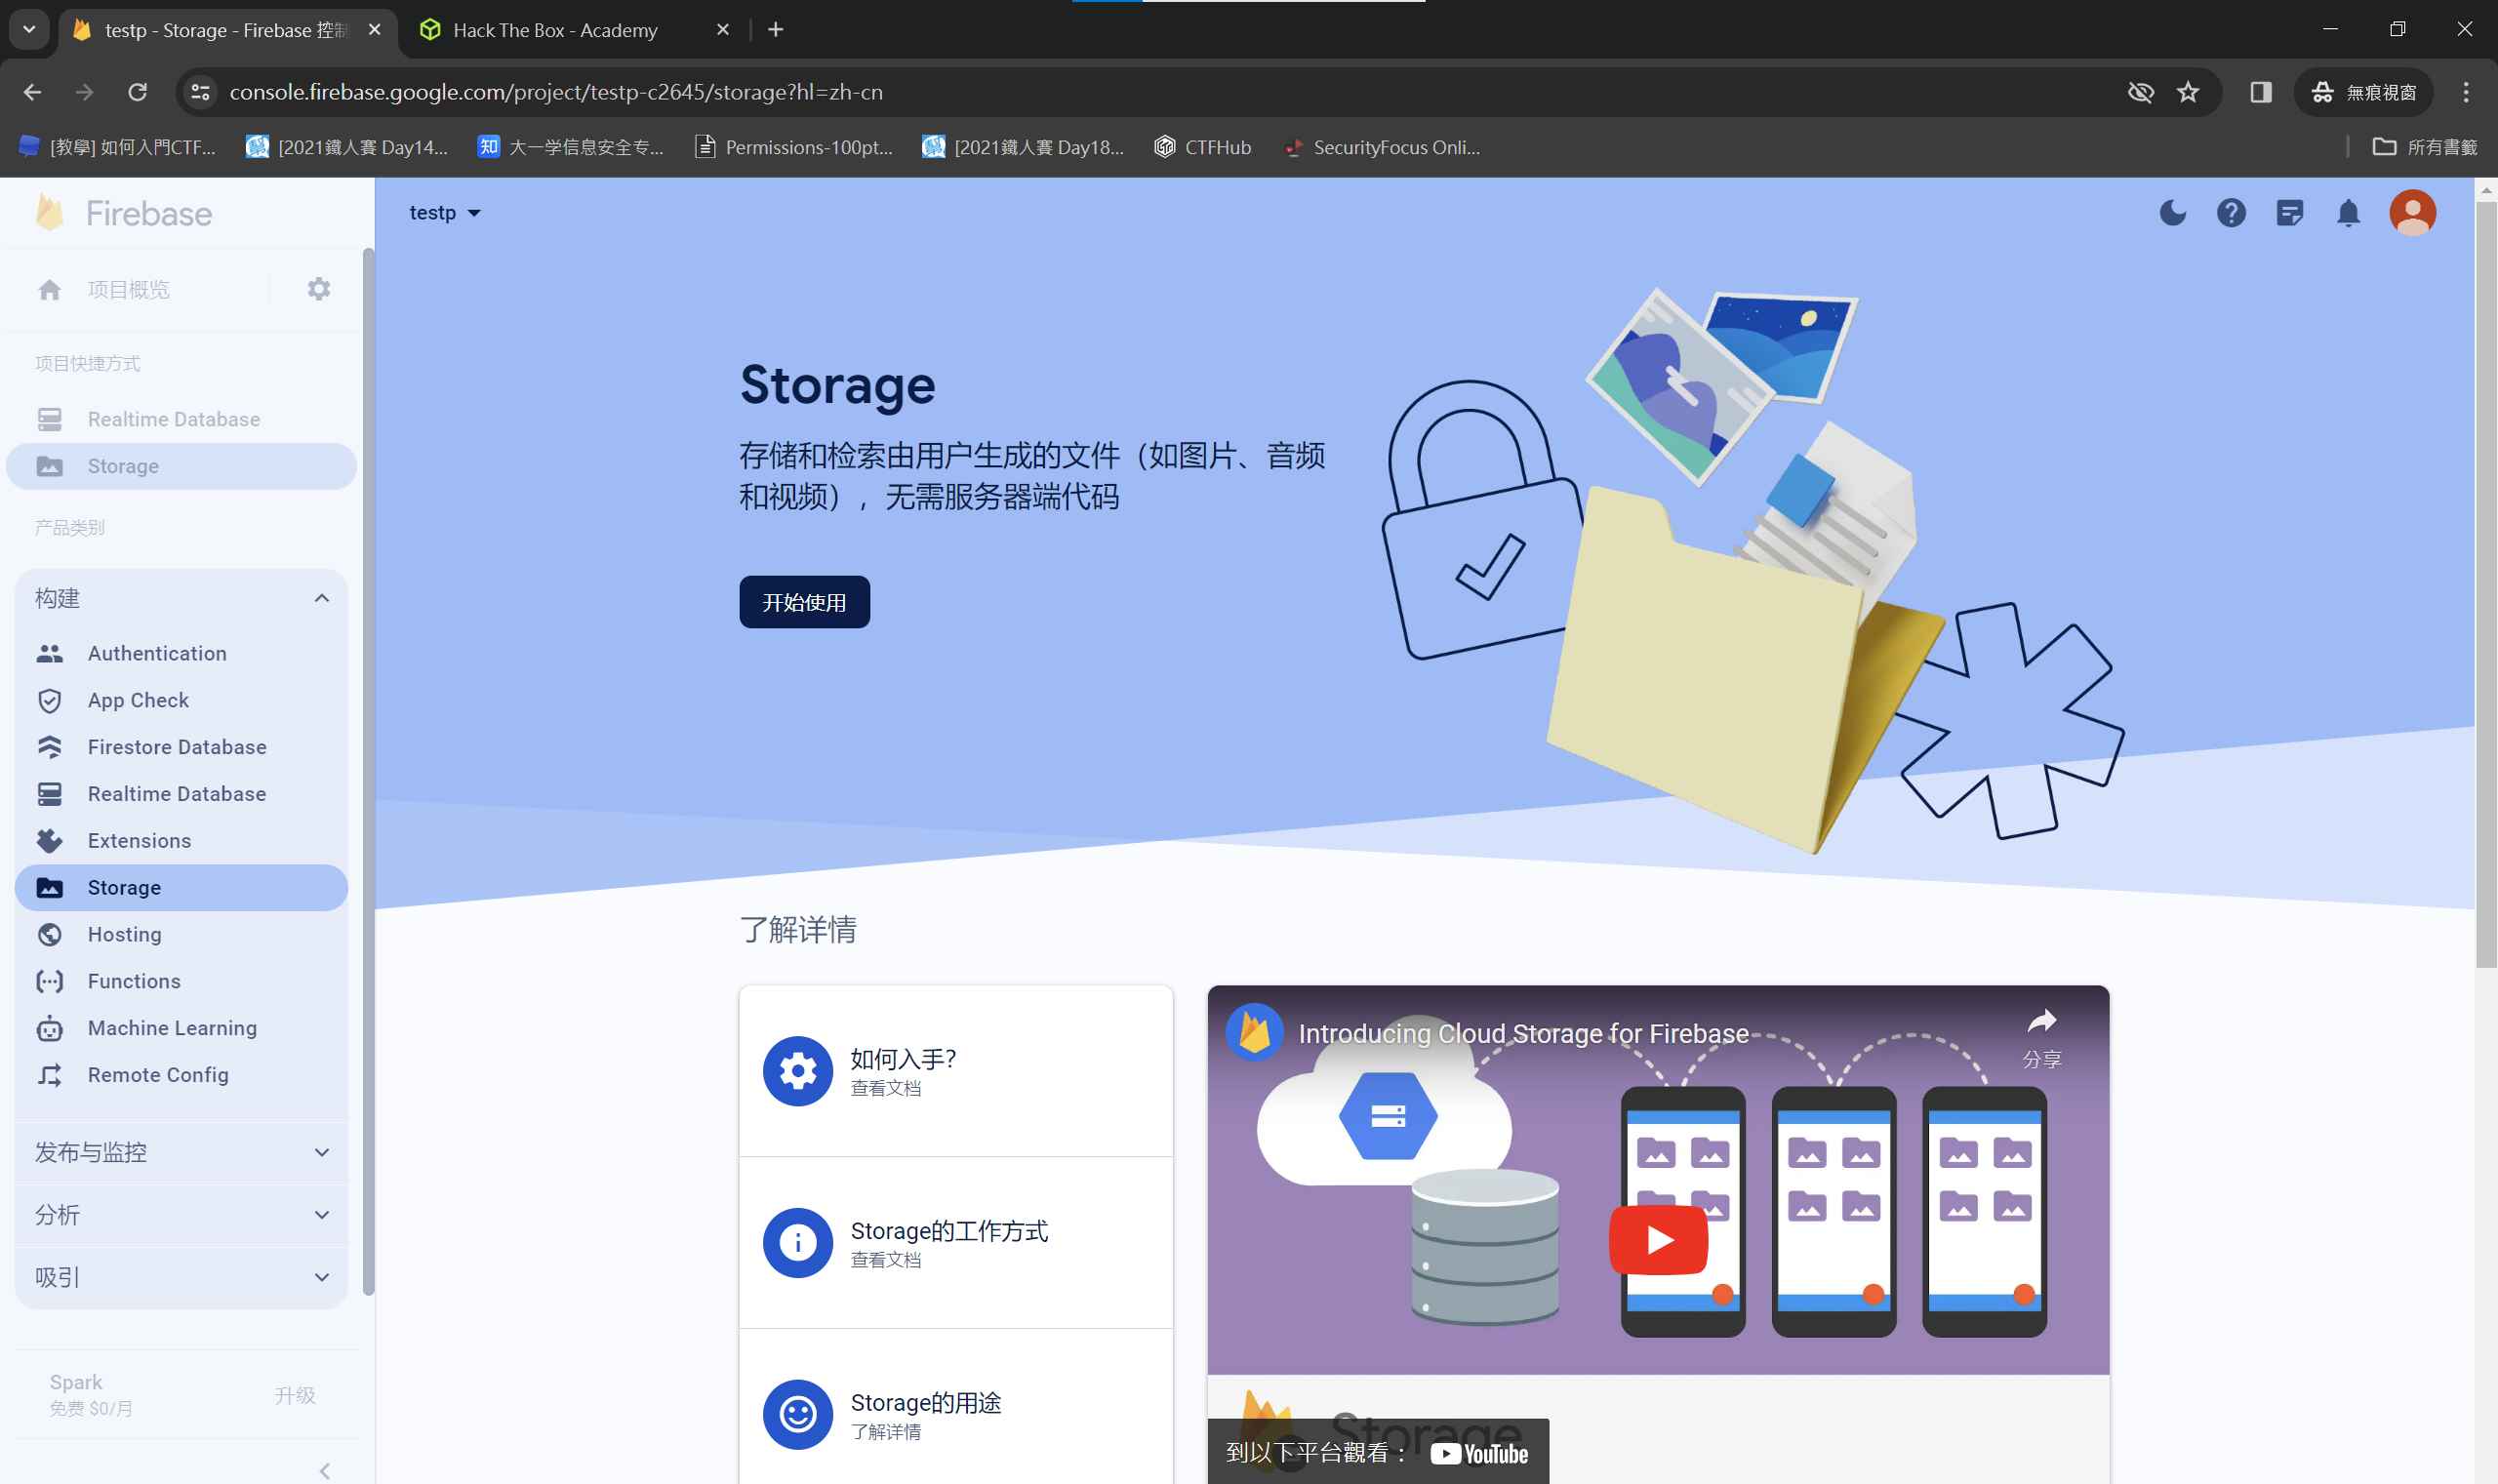 testp - Storage - Firebase 控制
Hack The Box - Academy
console.firebase.google.com/project/testp-c2645/storage?hl=zh-cn
無痕視窗
[教學] 如何入門CTF...
[2021鐵人賽 Day14...
知 大一学信息安全专...
Permissions-100pt...
[2021鐵人賽 Day18...
CTFHub
SecurityFocus Onli...
所有書籤
Firebase
testp
项目概览
项目快捷方式
Realtime Database
Storage
产品类别
构建
Authentication
App Check
Firestore Database
Realtime Database
Extensions
Storage
Hosting
Functions
Machine Learning
Remote Config
发布与监控
分析
吸引
Spark
免费 $0/月
升级
Storage
存储和检索由用户生成的文件（如图片、音频
和视频），无需服务器端代码
开始使用
了解详情
如何入手？
查看文档
Storage的工作方式
查看文档
Storage的用途
了解详情
Introducing Cloud Storage for Firebase
分享
Storage
到以下平台觀看：
YouTube